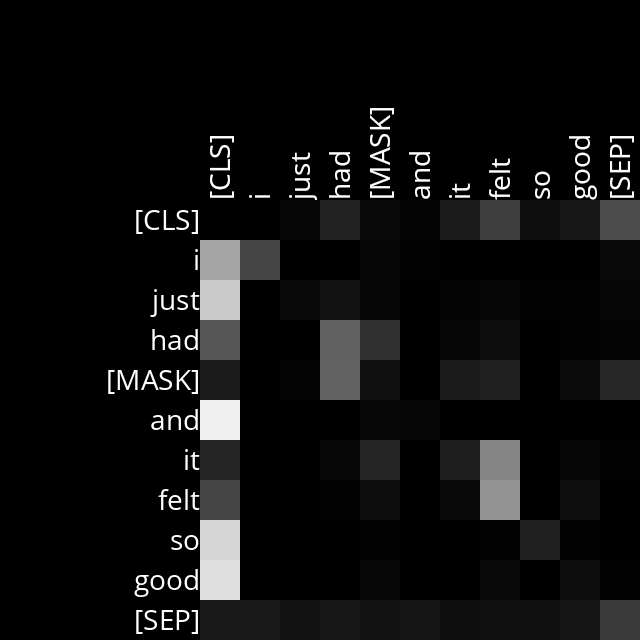 [CLS] i just had [MASK] and it felt so good [SEP]
[CLS]
i
just
had
[MASK]
and
it
felt
so
good
[SEP]